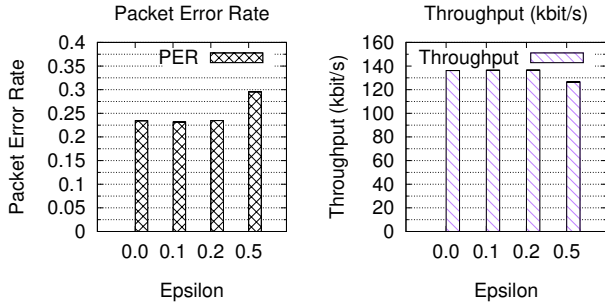 Packet Error Rate
PER
Packet Error Rate
0.4
0.35
0.3
0.25
0.2
0.15
0.1
0.05
0
0.0 0.1 0.2 0.5
Epsilon
Throughput (kbit/s)
Throughput
Throughput (kbit/s)
160
140
120
100
80
60
40
20
0
0.0 0.1 0.2 0.5
Epsilon